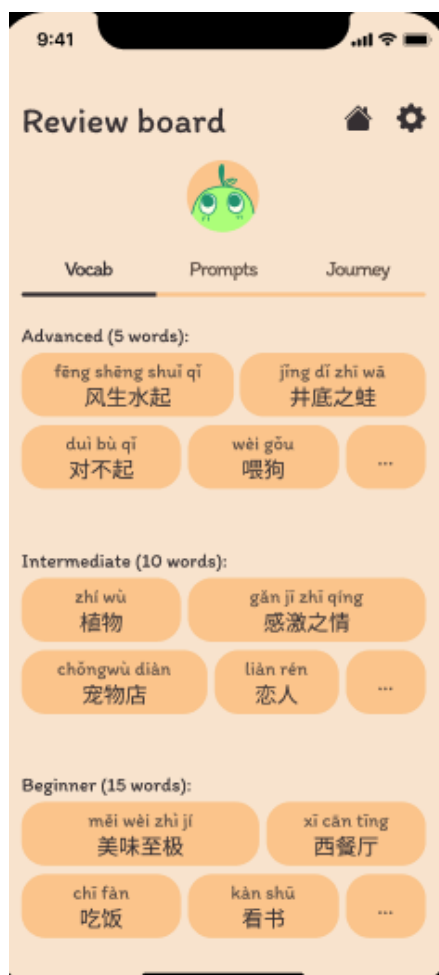 9:41
Review board
Vocab Prompts Journey
Advanced (5 words):
fēng shēng shuǐ qǐ jǐng dǐ zhī wā
风生水起 井底之蛙
duì bù qǐ wèi gǒu
对不起 喂狗 ...
Intermediate (10 words):
zhí wù gǎn jī zhī qíng
植物 感激之情
chǒngwù diàn liàn rén
宠物店 恋人 ...
Beginner (15 words):
měi wèi zhì jí xī cān tīng
美味至极 西餐厅
chī fàn kàn shū
吃饭 看书 ...